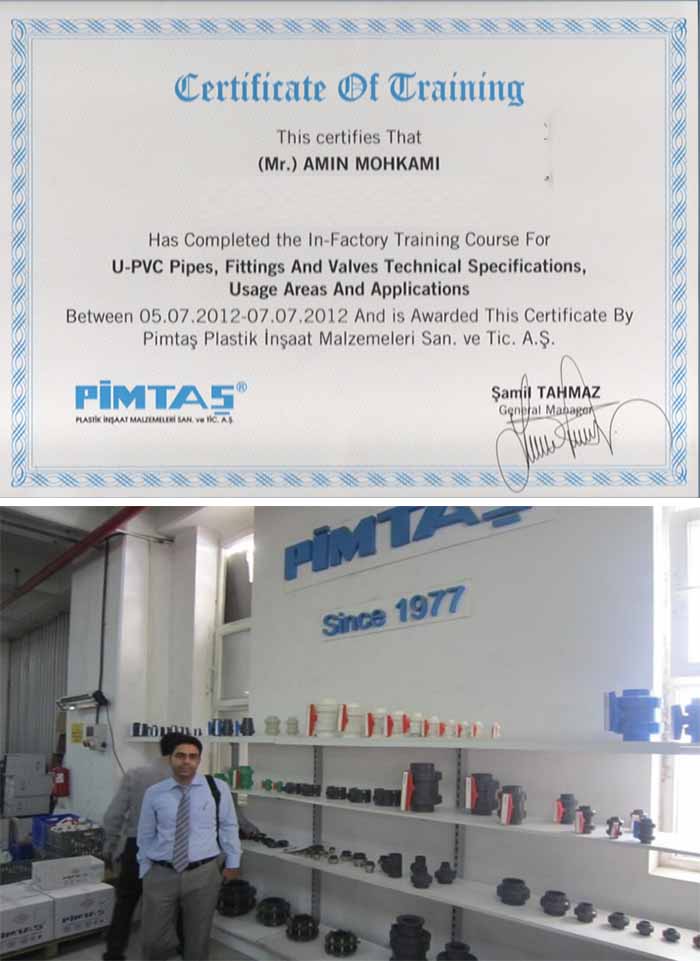 Certificate Of Training
This certifies That
(Mr.) AMIN MOHKAMI
Has Completed the In-Factory Training Course For
U-PVC Pipes, Fittings And Valves Technical Specifications,
Usage Areas And Applications
Between 05.07.2012-07.07.2012 And is Awarded This Certificate By
Pimtaş Plastik İnşaat Malzemeleri San. ve Tic. A.Ş.
PİMTAŞ®
PLASTİK İNŞAAT MALZEMELERİ SAN. ve TİC. A.Ş.
Şamil TAHMAZ
General Manager
PİMTAŞ
Since 1977
PİMTAŞ